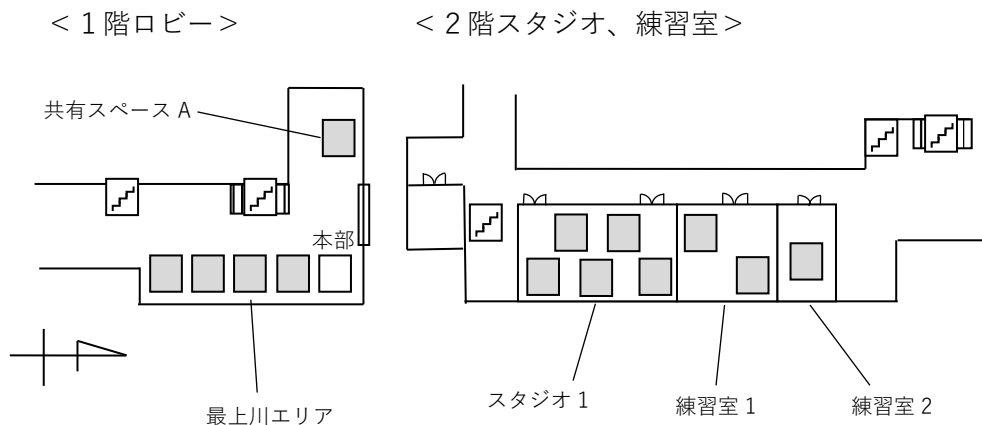 ＜１階ロビー＞
＜２階スタジオ、練習室＞
共有スペース A
本部
最上川エリア
スタジオ 1
練習室 1
練習室 2